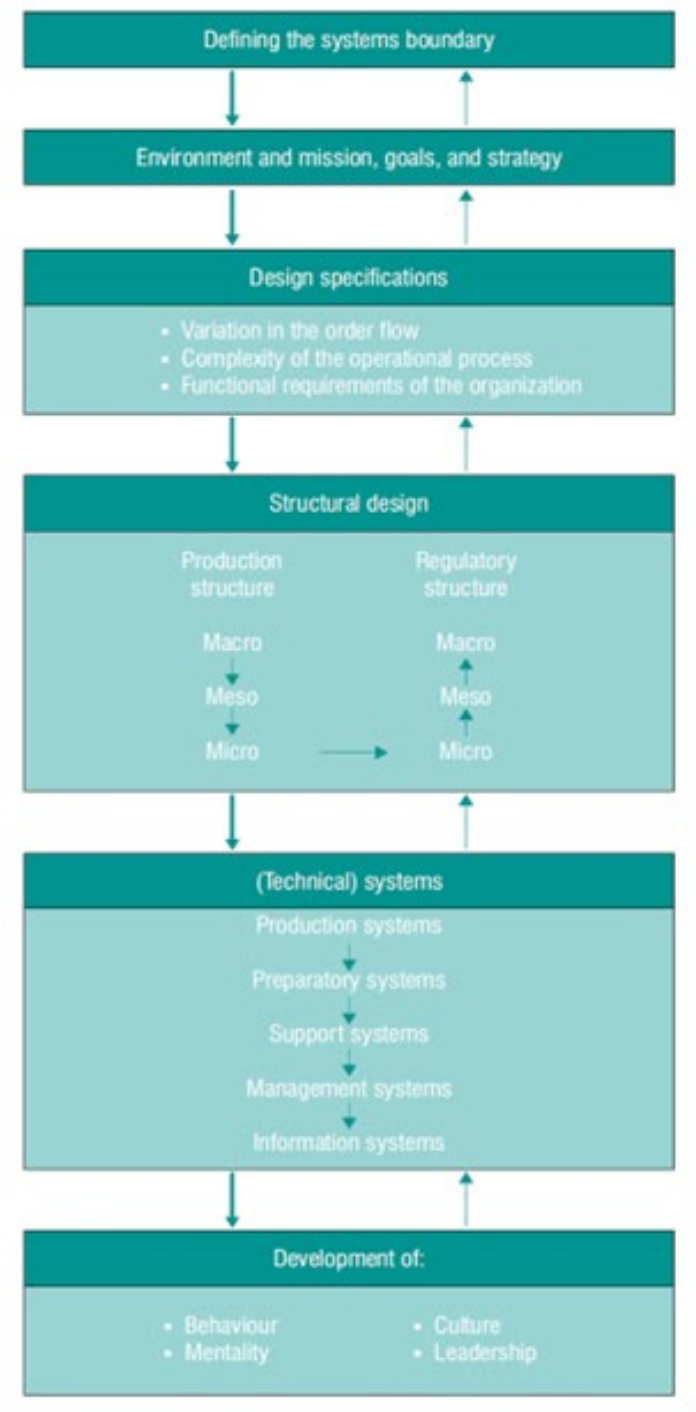 Defining the systems boundary
Environment and mission, goals, and strategy
Design specifications
• Variation in the order flow
• Complexity of the operational process
• Functional requirements of the organization
Structural design
Production
structure
Macro
Meso
Micro
Regulatory
structure
Macro
Meso
Micro
(Technical) systems
Production systems
Preparatory systems
Support systems
Management systems
Information systems
Development of:
• Behaviour
• Mentality
• Culture
• Leadership